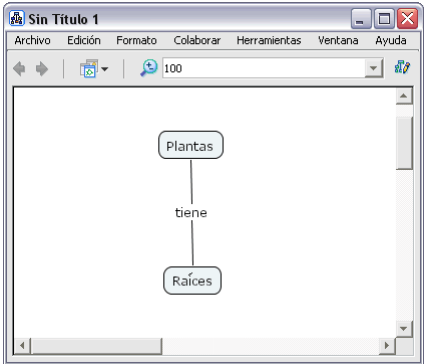 Sin Título 1
Archivo Edición Formato Colaborar Herramientas Ventana Ayuda
100
Plantas
tiene
Raíces